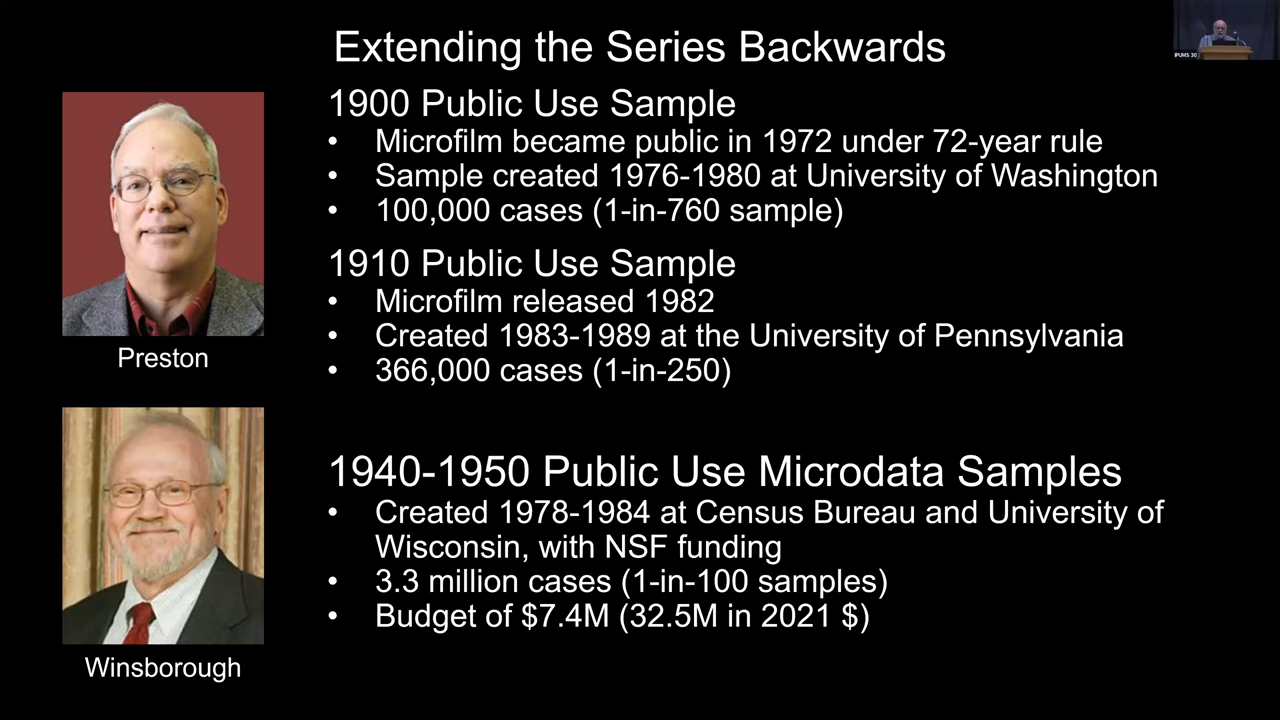 Extending the Series Backwards
IPUMS 30
1900 Public Use Sample
• Microfilm became public in 1972 under 72-year rule
• Sample created 1976-1980 at University of Washington
• 100,000 cases (1-in-760 sample)
1910 Public Use Sample
• Microfilm released 1982
• Created 1983-1989 at the University of Pennsylvania
• 366,000 cases (1-in-250)
Preston
1940-1950 Public Use Microdata Samples
• Created 1978-1984 at Census Bureau and University of
Wisconsin, with NSF funding
• 3.3 million cases (1-in-100 samples)
• Budget of $7.4M (32.5M in 2021 $)
Winsborough